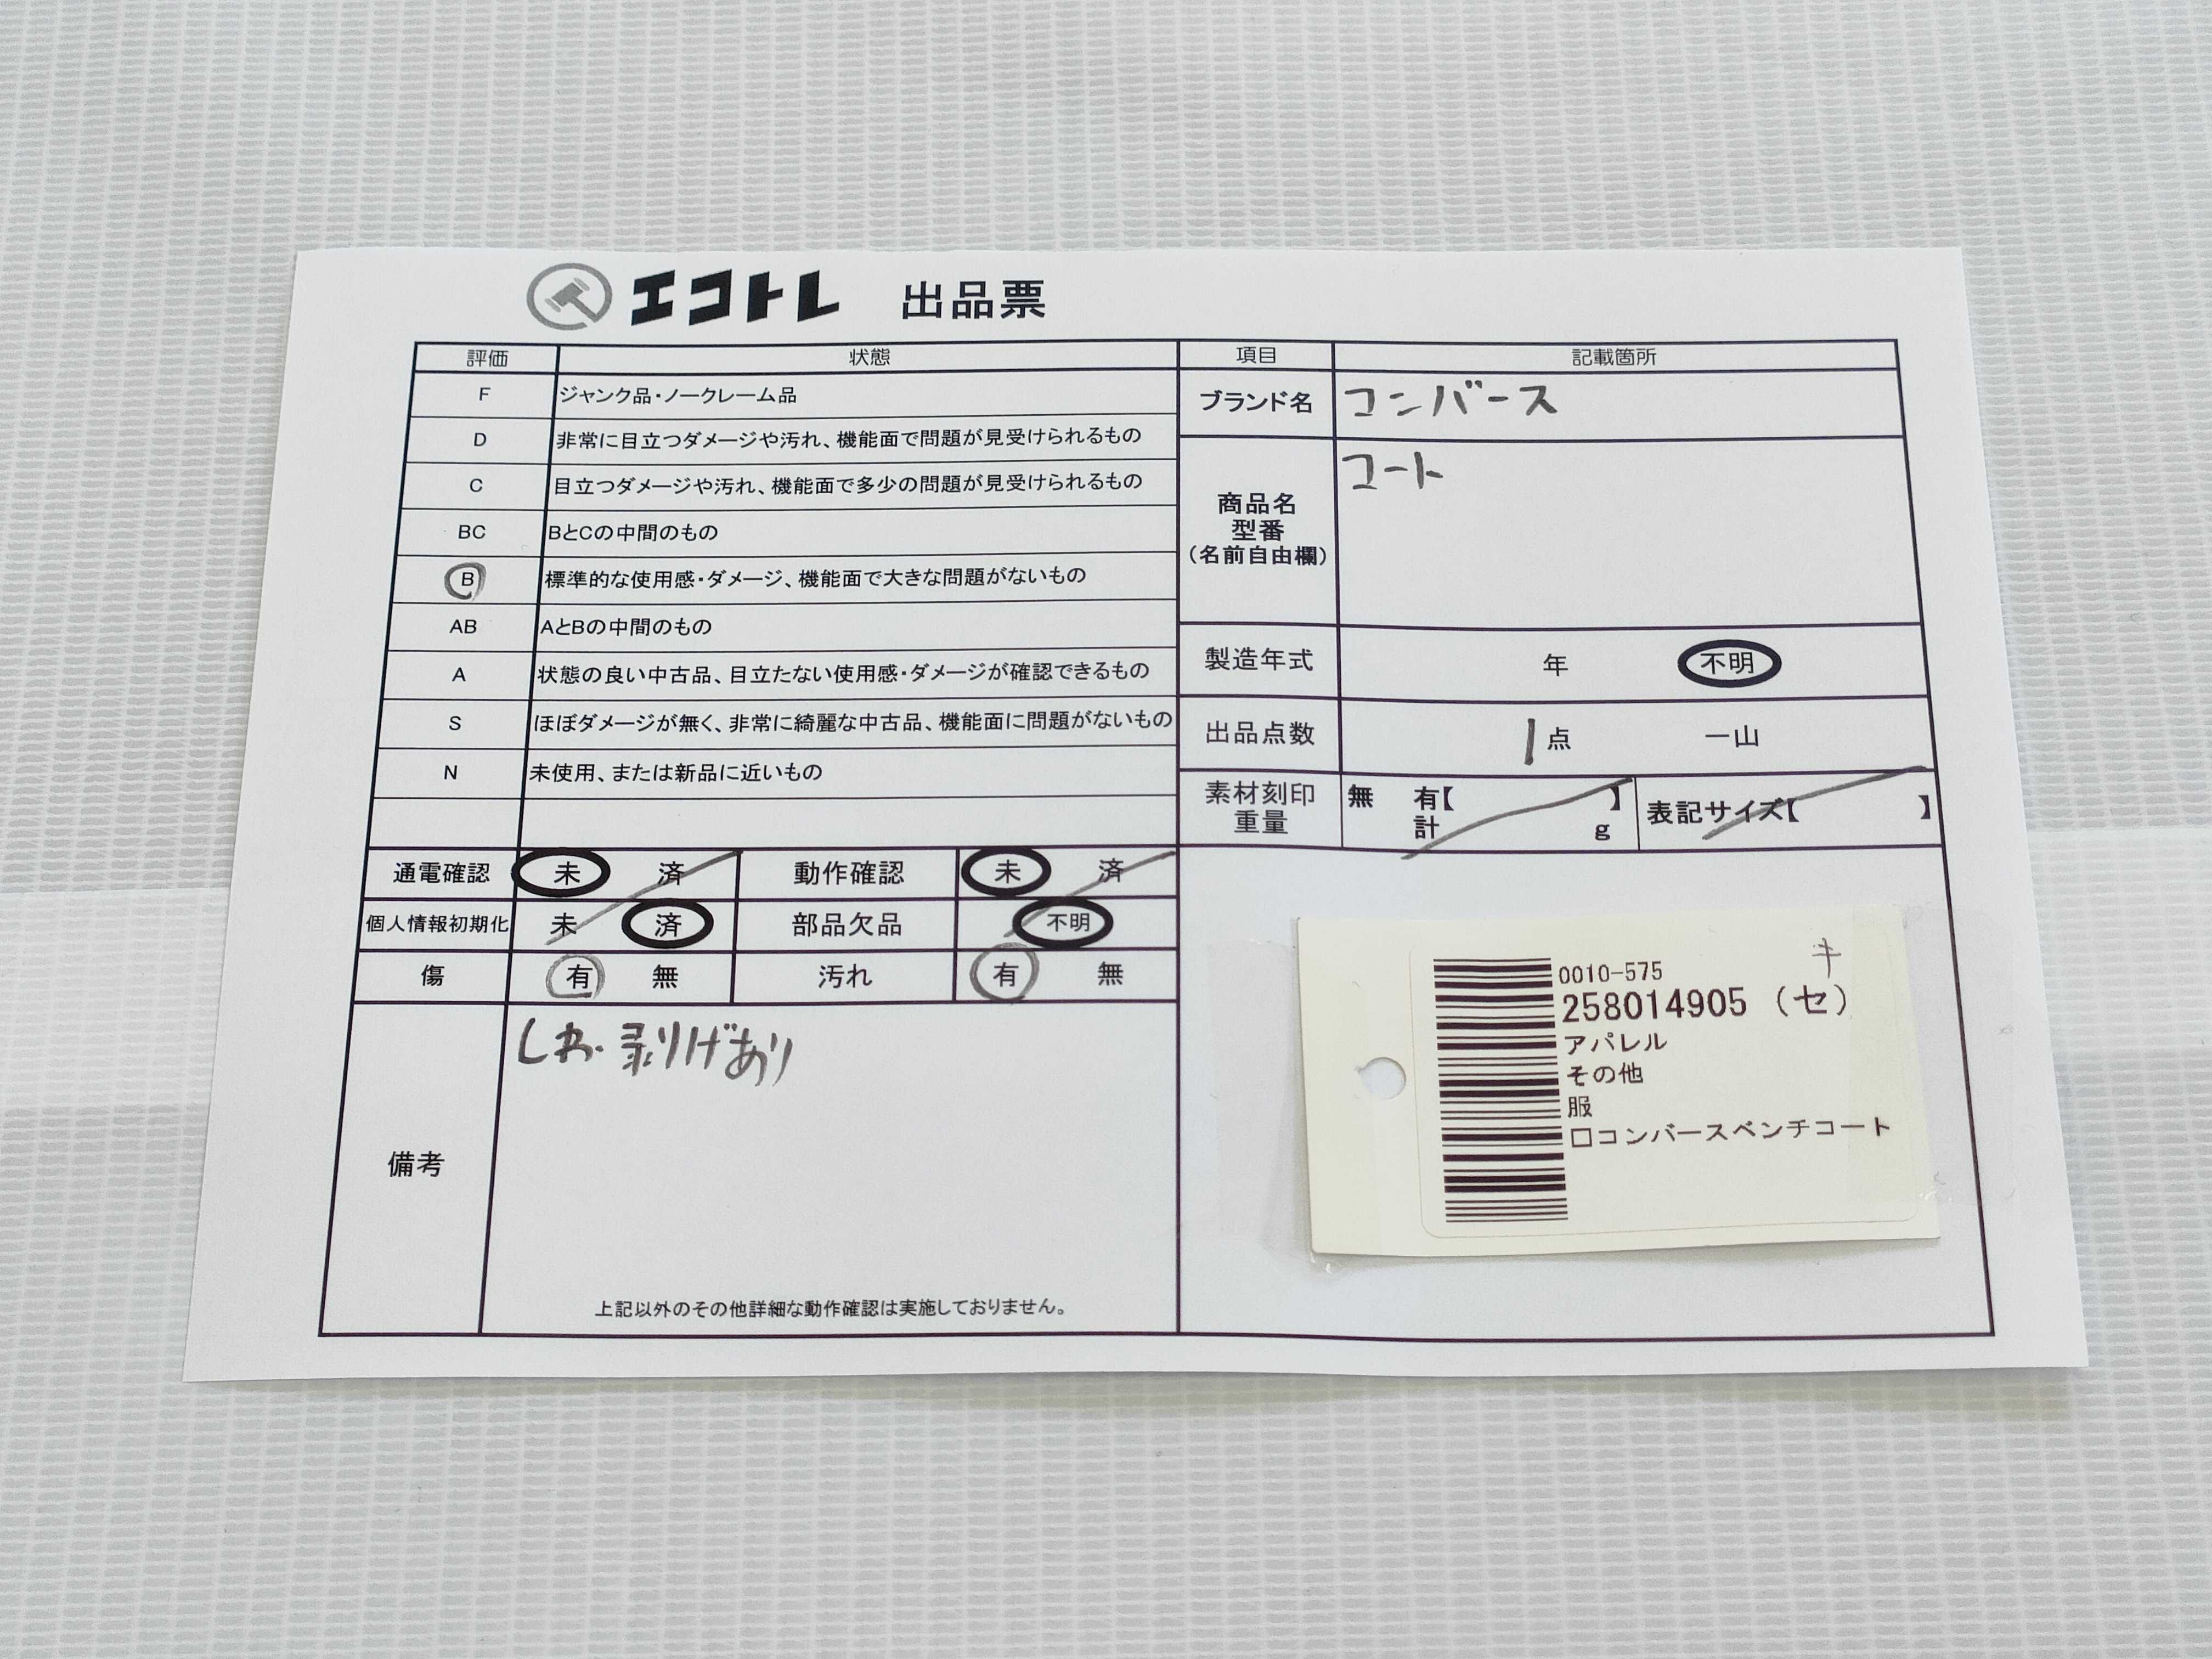 エコトレ 出品票
評価 状態 項目 記載箇所
F ジャンク品・ノークレーム品
D 非常に目立つダメージや汚れ、機能面で問題が見受けられるもの
C 目立つダメージや汚れ、機能面で多少の問題が見受けられるもの
BC BとCの中間のもの
B 標準的な使用感・ダメージ、機能面で大きな問題がないもの
AB AとBの中間のもの
A 状態の良い中古品、目立たない使用感・ダメージが確認できるもの
S ほぼダメージが無く、非常に綺麗な中古品、機能面に問題がないもの
N 未使用、または新品に近いもの
ブランド名 コンバース
商品名
型番
(名前自由欄)
コート
製造年式 年 不明
出品点数 1点 一山
素材刻印
重量
無 有【 】
計 g
表記サイズ【 】
通電確認 未 済 動作確認 未 済
個人情報初期化 未 済 部品欠品 不明
傷 有 無 汚れ 有 無
備考
しわ・剥げあり
上記以外のその他詳細な動作確認は実施しておりません。
キ
0010-575
258014905 (セ)
アパレル
その他
服
□コンバースベンチコート